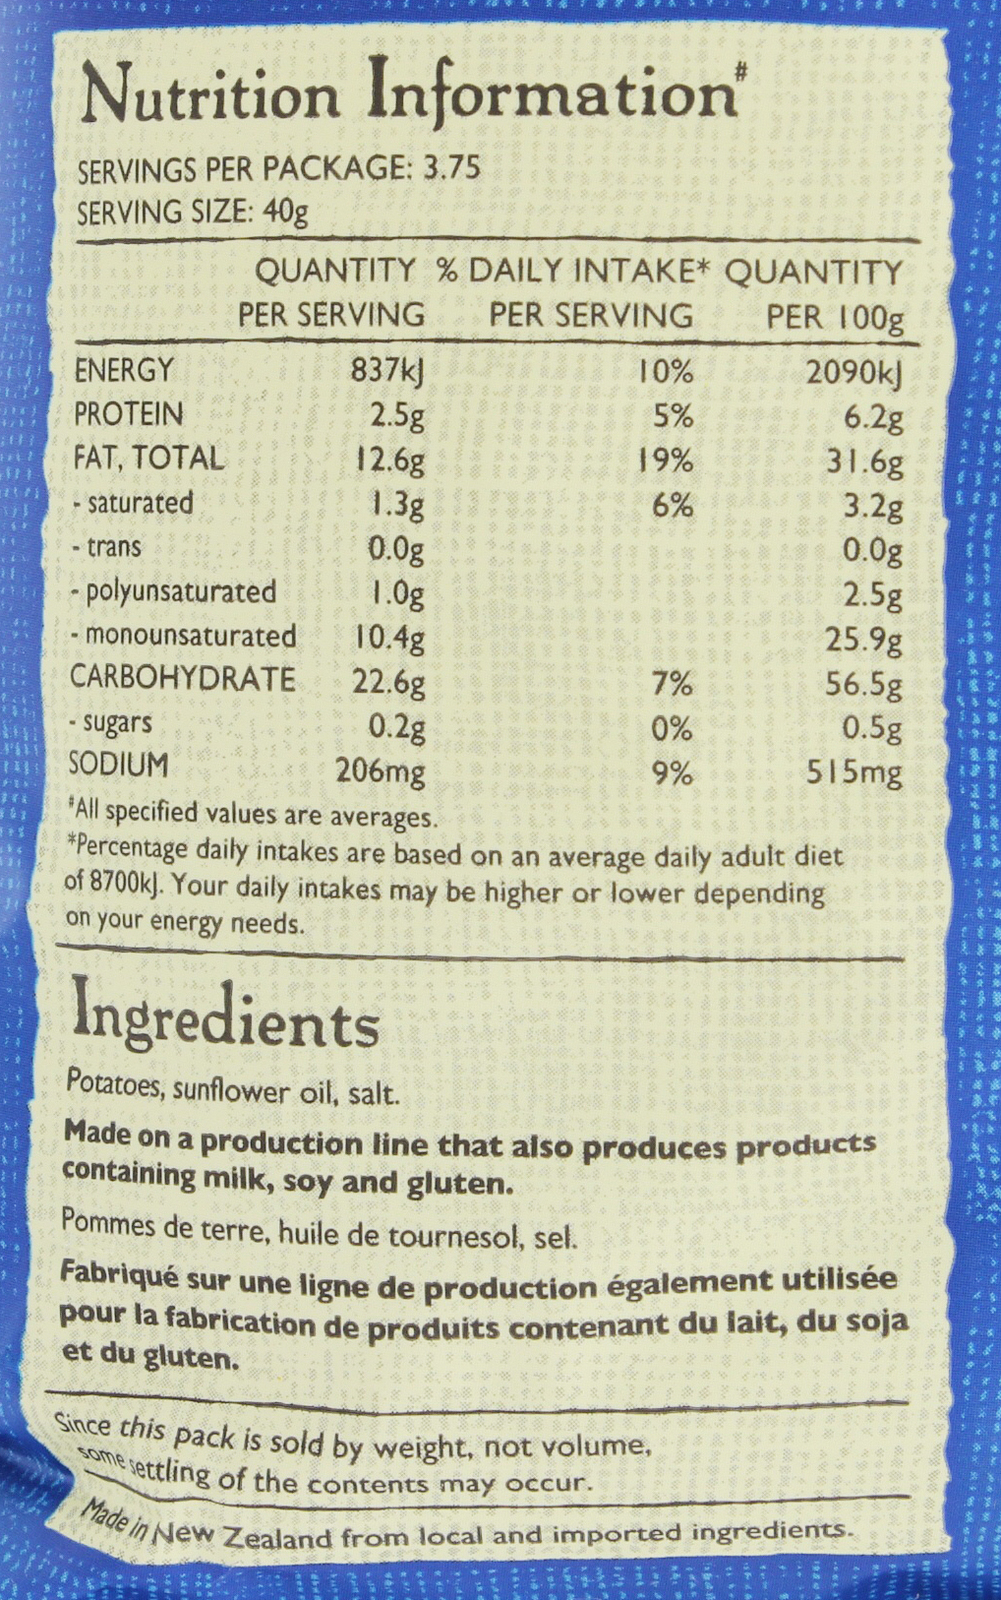 Nutrition Information#
SERVINGS PER PACKAGE: 3.75
SERVING SIZE: 40g
QUANTITY % DAILY INTAKE* QUANTITY
PER SERVING PER SERVING PER 100g
ENERGY 837kJ 10% 2090kJ
PROTEIN 2.5g 5% 6.2g
FAT, TOTAL 12.6g 19% 31.6g
- saturated 1.3g 6% 3.2g
- trans 0.0g 0.0g
- polyunsaturated 1.0g 2.5g
- monounsaturated 10.4g 25.9g
CARBOHYDRATE 22.6g 7% 56.5g
- sugars 0.2g 0% 0.5g
SODIUM 206mg 9% 515mg
#All specified values are averages.
*Percentage daily intakes are based on an average daily adult diet
of 8700kJ. Your daily intakes may be higher or lower depending
on your energy needs.
Ingredients
Potatoes, sunflower oil, salt.
Made on a production line that also produces products
containing milk, soy and gluten.
Pommes de terre, huile de tournesol, sel.
Fabriqué sur une ligne de production également utilisée
pour la fabrication de produits contenant du lait, du soja
et du gluten.
Since this pack is sold by weight, not volume,
some settling of the contents may occur.
Made in New Zealand from local and imported ingredients.